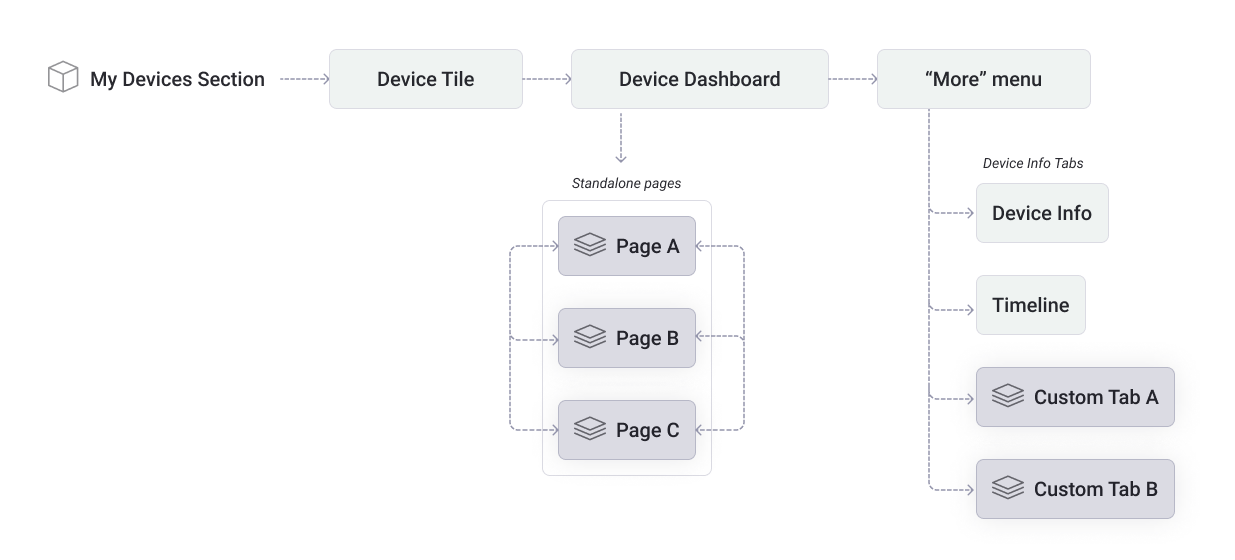 My Devices Section
Device Tile
Device Dashboard
“More” menu
Standalone pages
Page A
Page B
Page C
Device Info Tabs
Device Info
Timeline
Custom Tab A
Custom Tab B